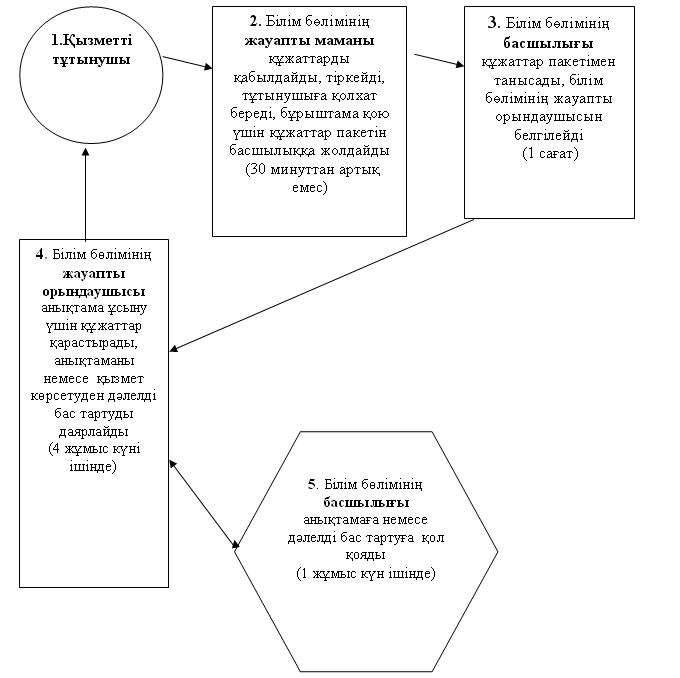 1.Қызметті
тұтынушы
2. Білім бөлімінің
жауапты маманы
құжаттарды
қабылдайды, тіркейді,
тұтынушыға қолхат
береді, бұрыштама қою
үшін құжаттар пакетін
басшылыққа жолдайды
(30 минуттан артық
емес)
3. Білім бөлімінің
басшылығы
құжаттар пакетімен
танысады, білім
бөлімінің жауапты
орындаушысын
белгілейді
(1 сағат)
4. Білім бөлімінің
жауапты
орындаушысы
анықтама ұсыну
үшін құжаттар
қарастырады,
анықтаманы
немесе қызмет
көрсетуден дәлелді
бас тартуды
даярлайды
(4 жұмыс күні
ішінде)
5. Білім бөлімінің
басшылығы
анықтамаға немесе
дәлелді бас тартуға қол
қояды
(1 жұмыс күн ішінде)